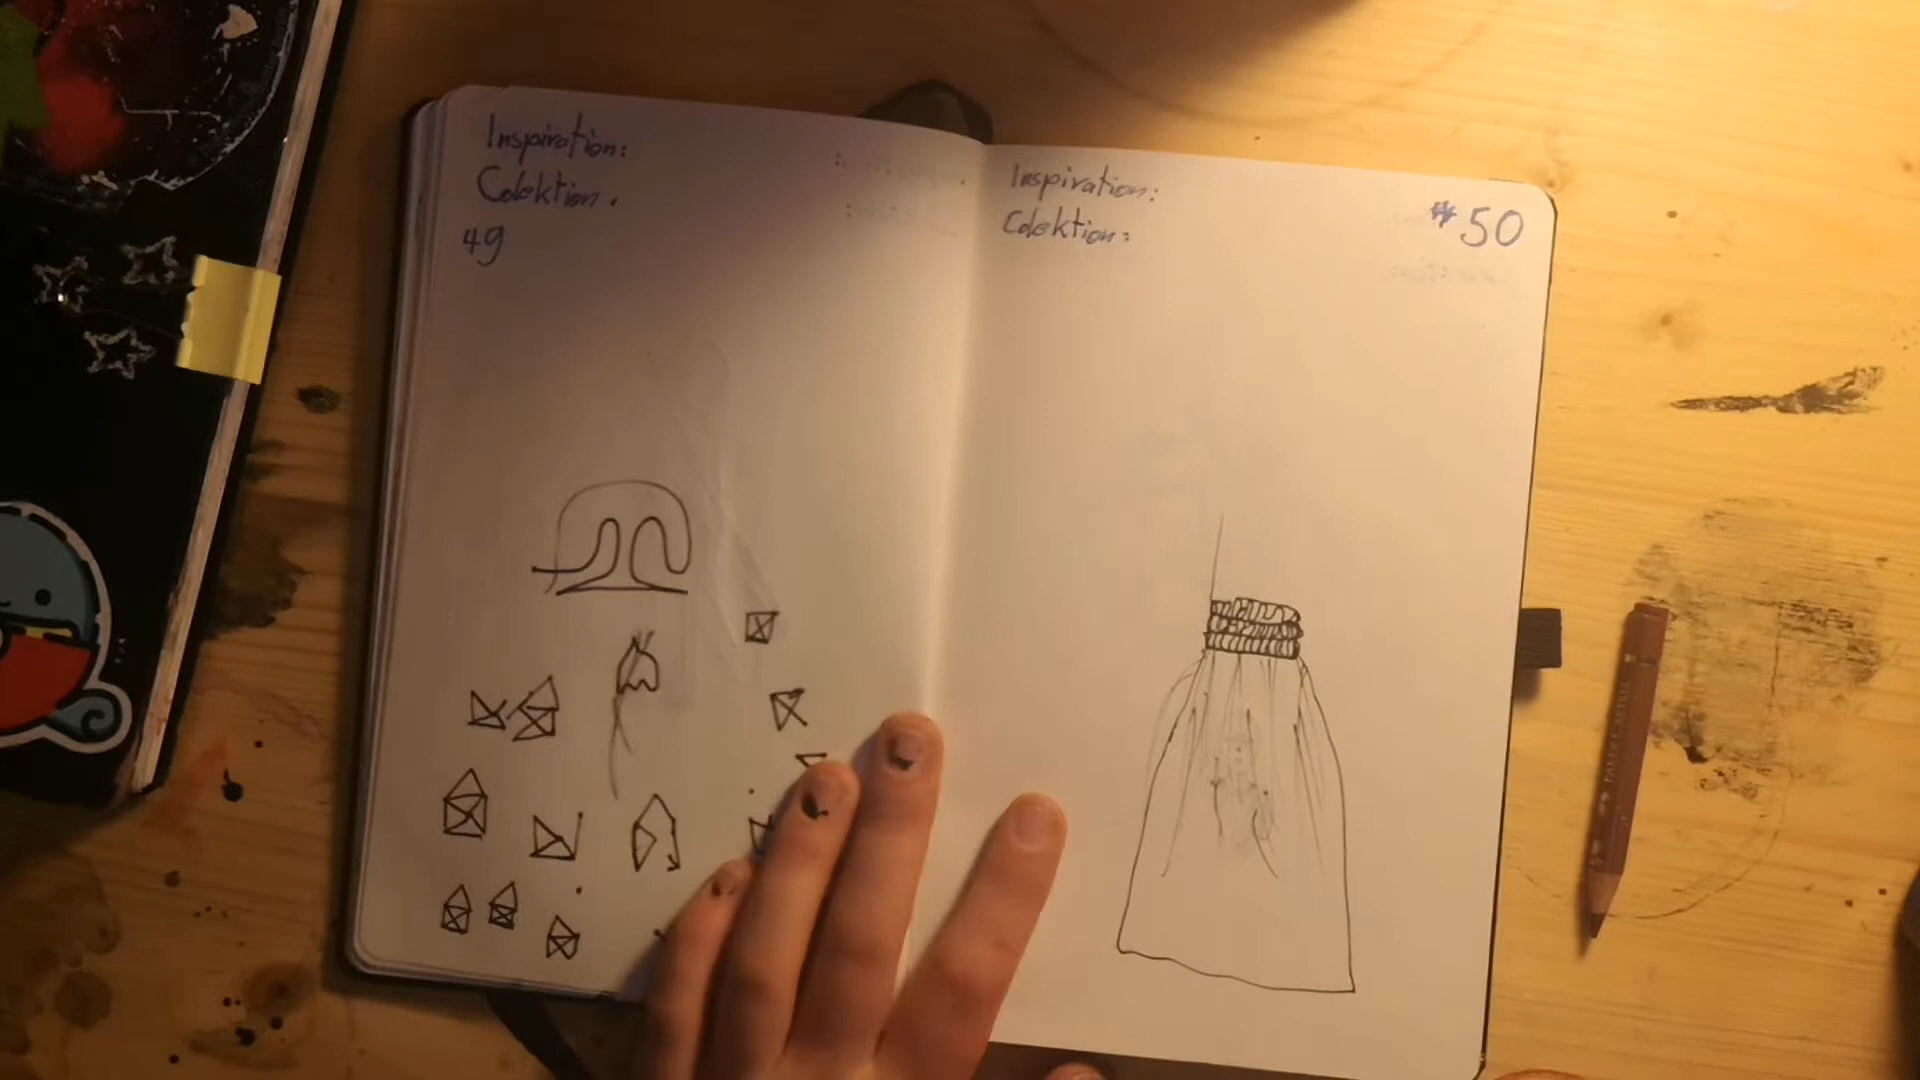 Inspiration:
Colektion.
49
Inspiration:
Colektion:
#50